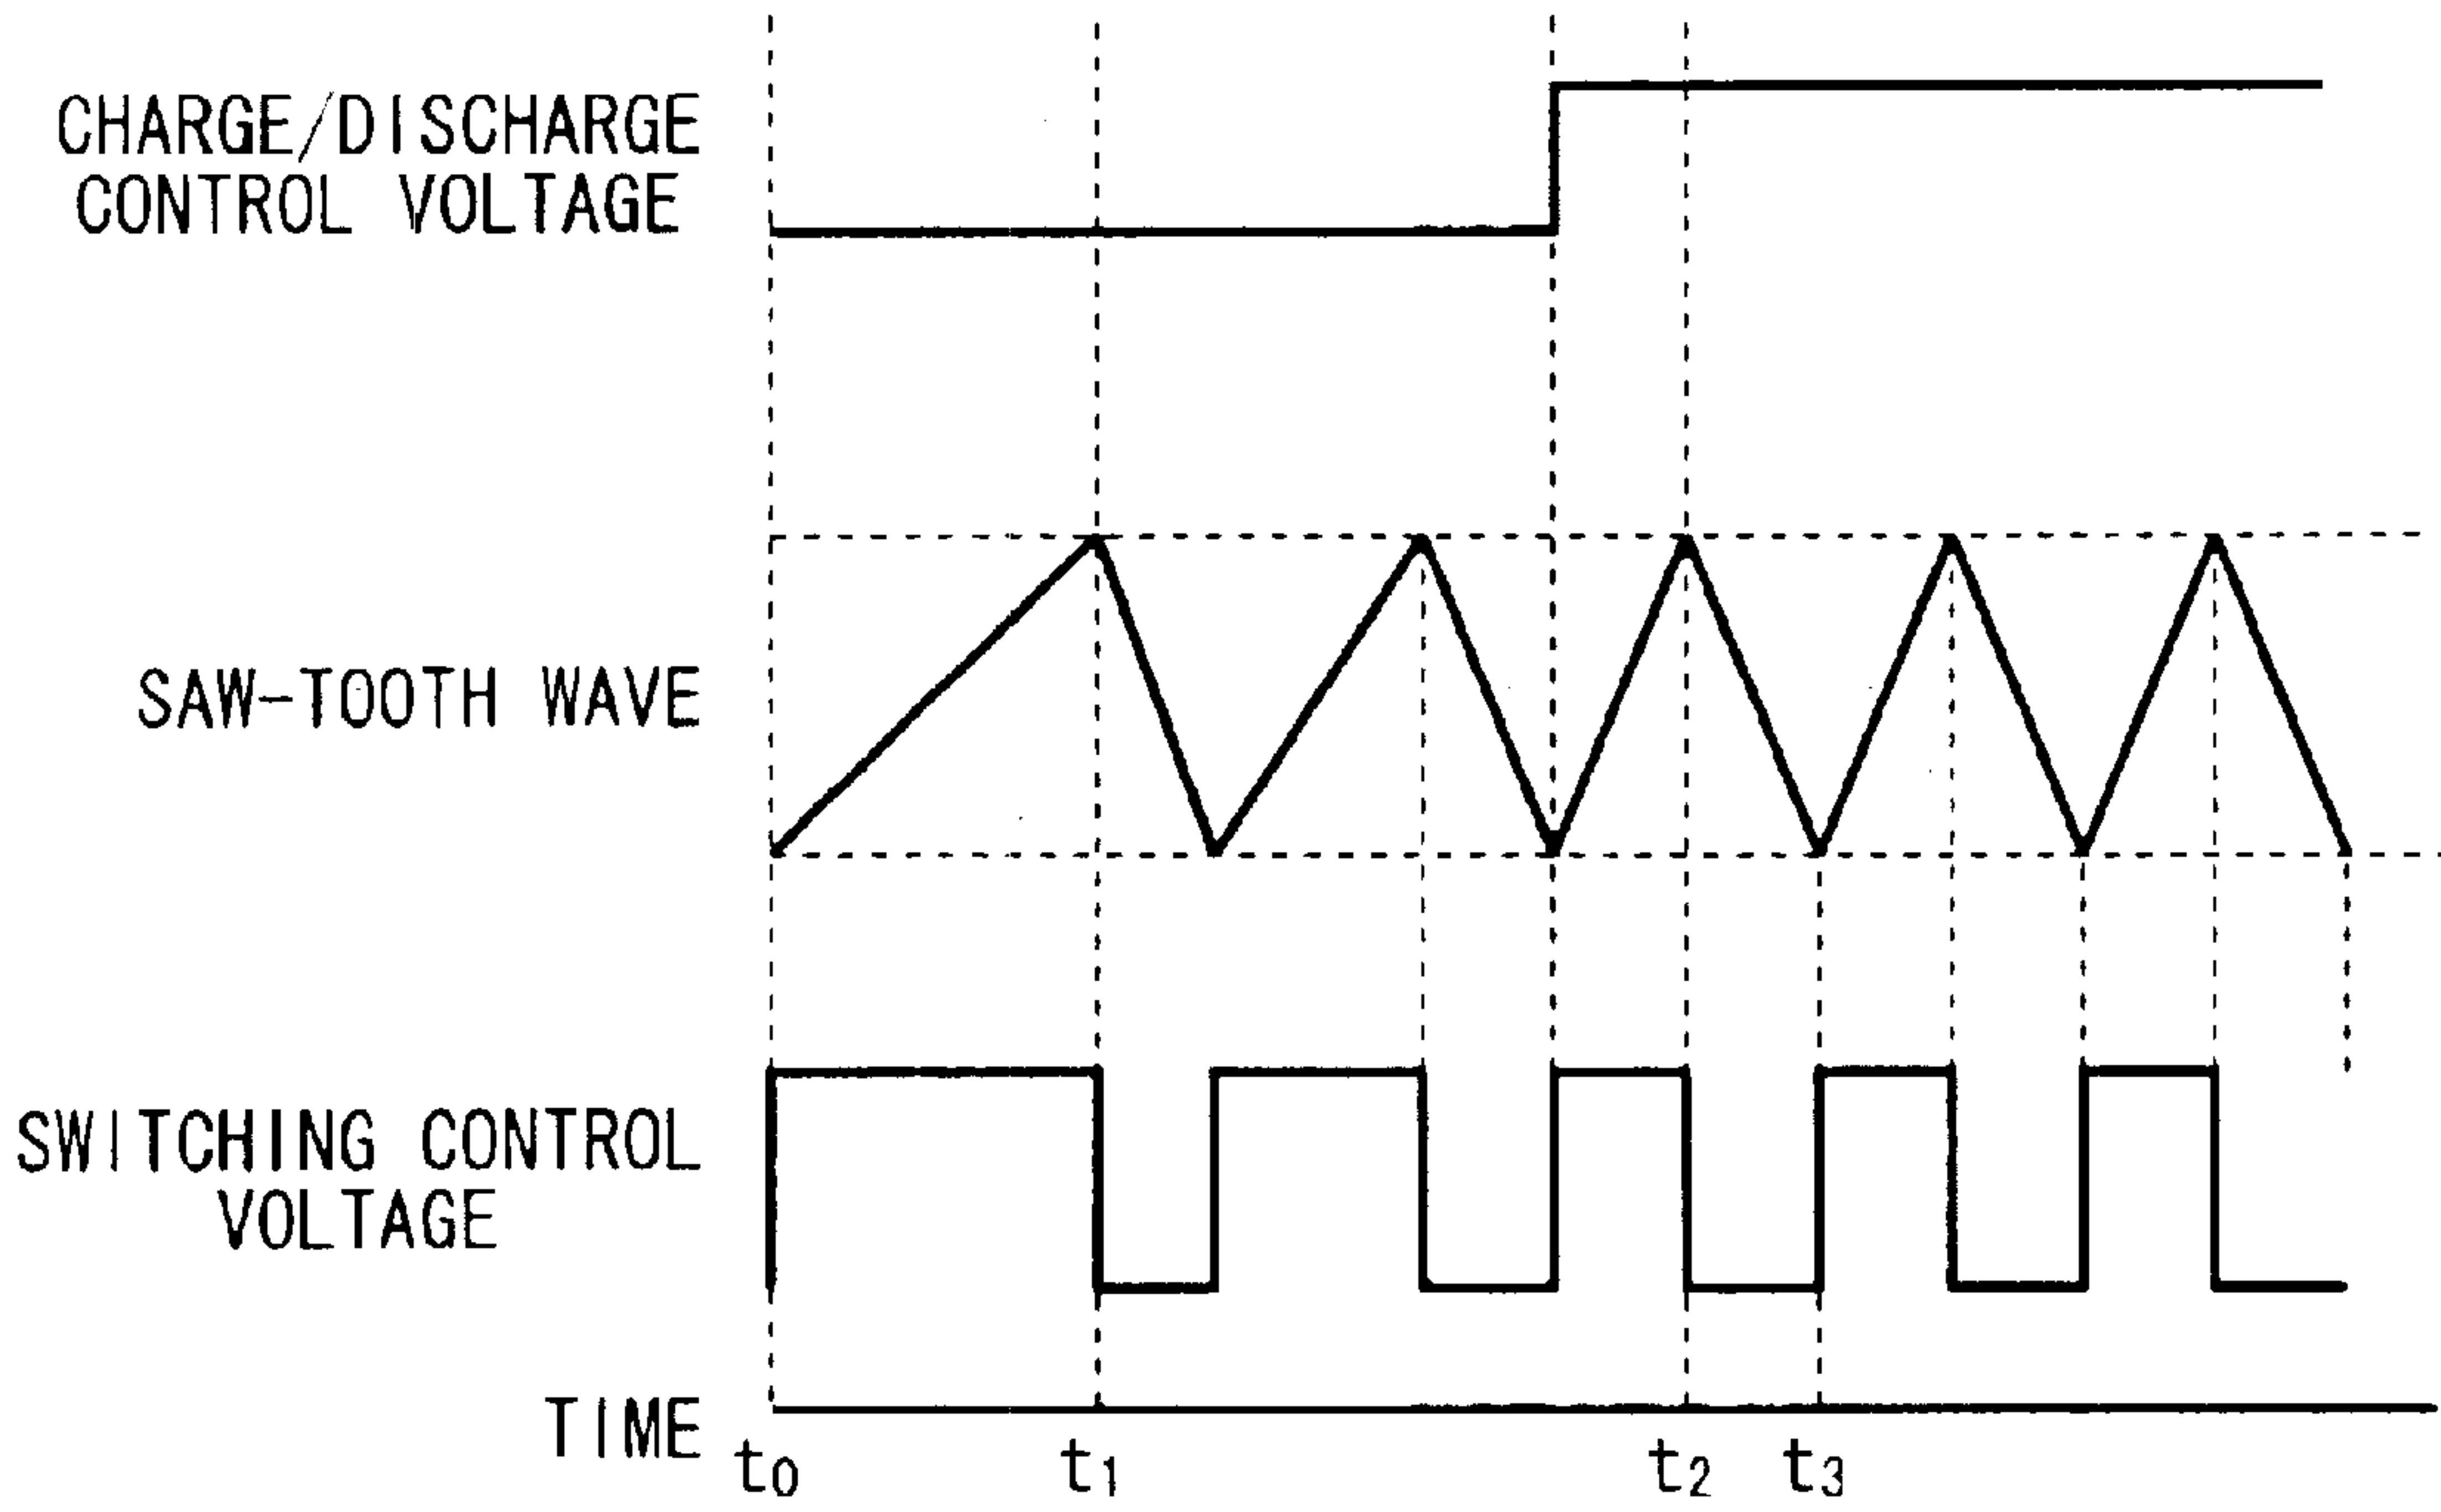 CHARGE/DISCHARGE
CONTROL VOLTAGE
SAW-TOOTH WAVE
SWITCHING CONTROL
VOLTAGE
TIME
t0 t1 t2 t3